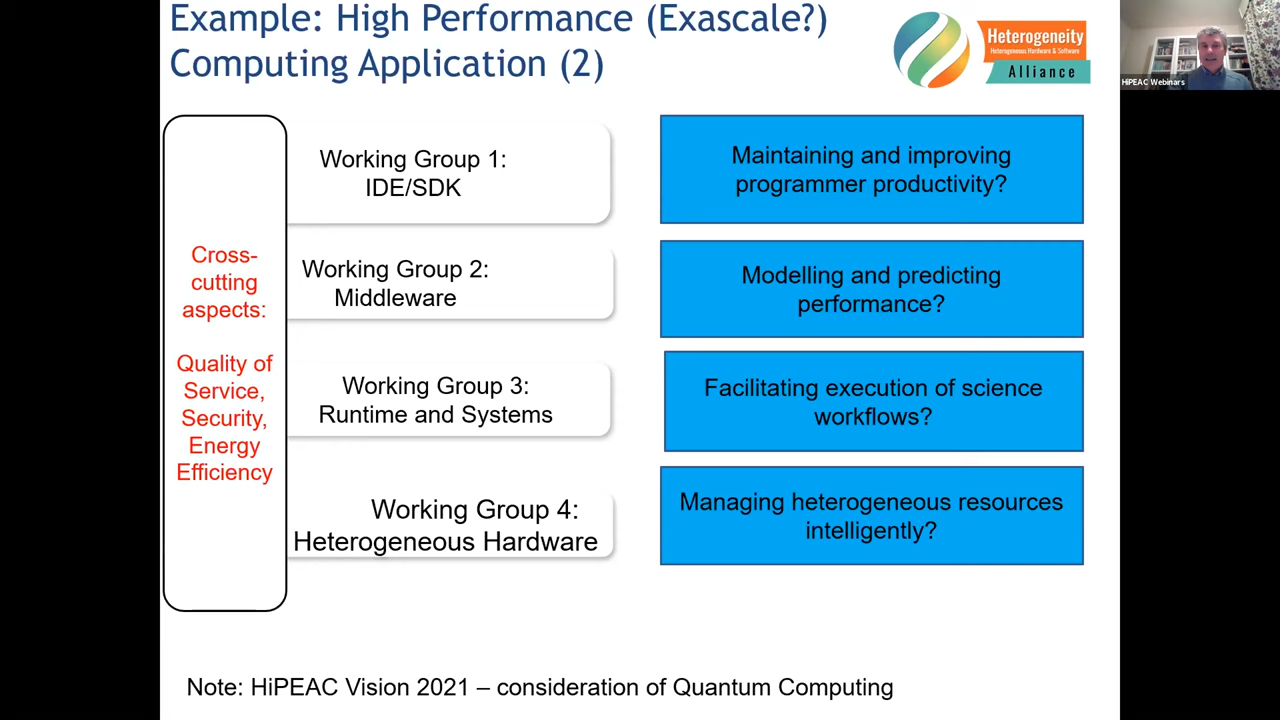 Example: High Performance (Exascale?)
Computing Application (2)
Heterogeneity
Heterogeneous Hardware & Software
Alliance
HiPEAC Webinars
Cross-
cutting
aspects:
Quality of
Service,
Security,
Energy
Efficiency
Working Group 1:
IDE/SDK
Maintaining and improving
programmer productivity?
Working Group 2:
Middleware
Modelling and predicting
performance?
Working Group 3:
Runtime and Systems
Facilitating execution of science
workflows?
Working Group 4:
Heterogeneous Hardware
Managing heterogeneous resources
intelligently?
Note: HiPEAC Vision 2021 – consideration of Quantum Computing